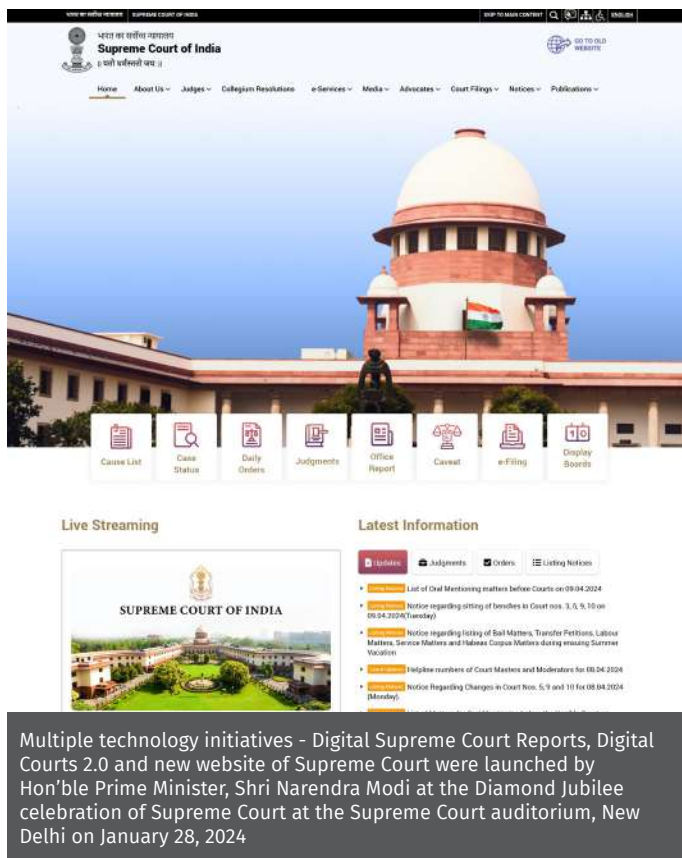 भारत का सर्वोच्च न्यायालय SUPREME COURT OF INDIA SKIP TO MAIN CONTENT ENGLISH
भारत का सर्वोच्च न्यायालय
Supreme Court of India
॥ यतो धर्मस्ततो जयः ॥
GO TO OLD
WEBSITE
Home About Us Judges Collegium Resolutions e-Services Media Advocates Court Filings Notices Publications
Cause List
Case
Status
Daily
Orders
Judgments
Office
Report
Caveat
e-Filing
Display
Boards
Live Streaming
SUPREME COURT OF INDIA
Latest Information
Updates Judgments Orders Listing Notices
List of Oral Mentioning matters before Courts on 09.04.2024
Notice regarding sitting of benches in Court nos. 3, 6, 9, 10 on
09.04.2024(Tuesday)
Notice regarding listing of Bail Matters, Transfer Petitions, Labour
Matters, Service Matters and Habeas Corpus Matters during ensuing Summer
Vacation
Helpline numbers of Court Masters and Moderators for 08.04.2024
Notice Regarding Changes in Court Nos. 5, 9 and 10 for 08.04.2024
(Monday).
Multiple technology initiatives - Digital Supreme Court Reports, Digital
Courts 2.0 and new website of Supreme Court were launched by
Hon’ble Prime Minister, Shri Narendra Modi at the Diamond Jubilee
celebration of Supreme Court at the Supreme Court auditorium, New
Delhi on January 28, 2024